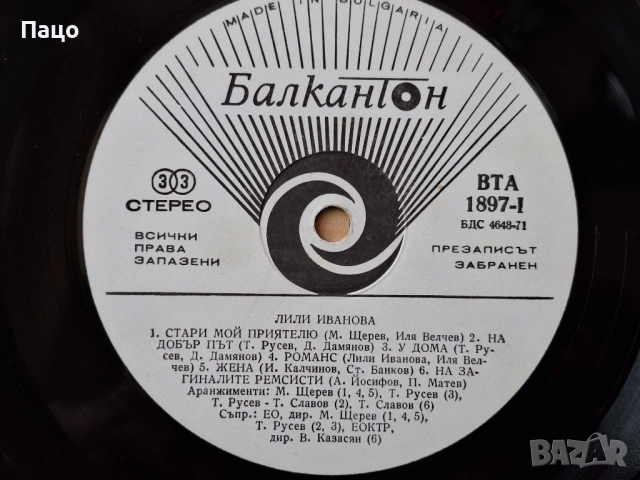 Пацо
MADE IN BULGARIA
Балкантон
33
СТЕРЕО
ВТА
1897-I
БДС 4648-71
ВСИЧКИ
ПРАВА
ЗАПАЗЕНИ
ПРЕЗАПИСЪТ
ЗАБРАНЕН
ЛИЛИ ИВАНОВА
1. СТАРИ МОЙ ПРИЯТЕЛЮ (М. Щерев, Иля Велчев) 2. НА
ДОБЪР ПЪТ (Т. Русев, Д. Дамянов) 3. У ДОМА (Т. Ру-
сев, Д. Дамянов) 4. РОМАНС (Лили Иванова, Иля Вел-
чев) 5. ЖЕНА (И. Калчинов, Ст. Банков) 6. НА ЗА-
ГИНАЛИТЕ РЕМСИСТИ (А. Йосифов, П. Матев)
Аранжименти: М. Щерев (1, 4, 5), Т. Русев (3),
Т. Русев - Т. Славов (2), Т. Славов (6)
Съпр.: ЕО, дир. М. Щерев (1, 4, 5),
Т. Русев (2, 3), ЕОКТР,
дир. В. Казасян (6)
BAZAR